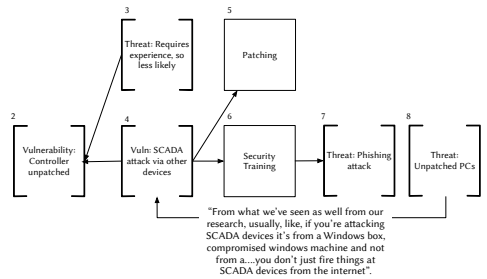 3
Threat: Requires
experience, so
less likely
5
Patching
2
Vulnerability:
Controller
unpatched
4
Vuln: SCADA
attack via other
devices
6
Security
Training
7
Threat: Phishing
attack
8
Threat:
Unpatched PCs
“From what we’ve seen as well from our
research, usually, like, if you’re attacking
SCADA devices it’s from a Windows box,
compromised windows machine and not
from a....you don’t just fire things at
SCADA devices from the internet”.